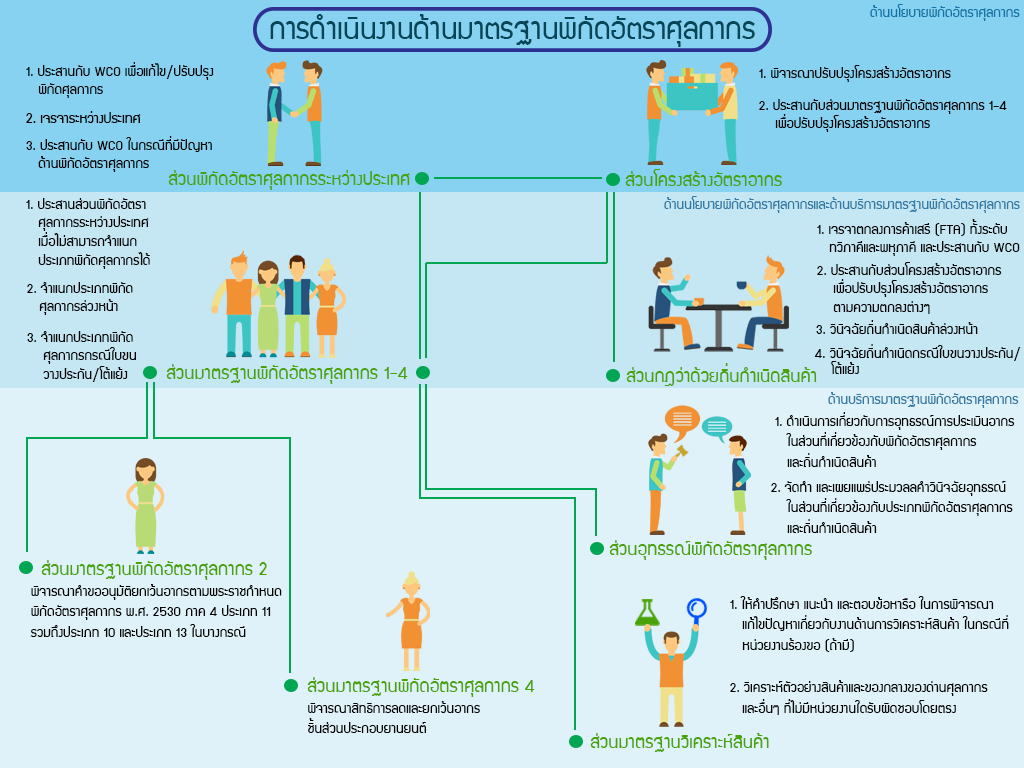 ด้านนโยบายพิกัดอัตราศุลกากร
การดำเนินงานด้านมาตรฐานพิกัดอัตราศุลกากร
1. ประสานกับ WCO เพื่อแก้ไข/ปรับปรุง
พิกัดศุลกากร
2. เจรจาระหว่างประเทศ
3. ประสานกับ WCO ในกรณีที่มีปัญหา
ด้านพิกัดอัตราศุลกากร
ส่วนพิกัดอัตราศุลกากรระหว่างประเทศ
1. พิจารณาปรับปรุงโครงสร้างอัตราอากร
2. ประสานกับส่วนมาตรฐานพิกัดอัตราศุลกากร 1-4
เพื่อปรับปรุงโครงสร้างอัตราอากร
ส่วนโครงสร้างอัตราอากร
ด้านนโยบายพิกัดอัตราศุลกากรและด้านบริการมาตรฐานพิกัดอัตราศุลกากร
1. ประสานส่วนพิกัดอัตรา
ศุลกากรระหว่างประเทศ
เมื่อไม่สามารถจำแนก
ประเภทพิกัดศุลกากรได้
2. จำแนกประเภทพิกัด
ศุลกากรล่วงหน้า
3. จำแนกประเภทพิกัด
ศุลกากรกรณีใบขน
วางประกัน/โต้แย้ง
ส่วนมาตรฐานพิกัดอัตราศุลกากร 1-4
1. เจรจาตกลงการค้าเสรี (FTA) ทั้งระดับ
ทวิภาคีและพหุภาคี และประสานกับ WCO
2. ประสานกับส่วนโครงสร้างอัตราอากร
เพื่อปรับปรุงโครงสร้างอัตราอากร
ตามความตกลงต่างๆ
3. วินิจฉัยถิ่นกำเนิดสินค้าล่วงหน้า
4. วินิจฉัยถิ่นกำเนิดกรณีใบขนวางประกัน/
โต้แย้ง
ส่วนกฎว่าด้วยถิ่นกำเนิดสินค้า
ด้านบริการมาตรฐานพิกัดอัตราศุลกากร
1. ดำเนินการเกี่ยวกับการอุทธรณ์การประเมินอากร
ในส่วนที่เกี่ยวข้องกับพิกัดอัตราศุลกากร
และถิ่นกำเนิดสินค้า
2. จัดทำ และเผยแพร่ประมวลคำวินิจฉัยอุทธรณ์
ในส่วนที่เกี่ยวข้องกับประเภทพิกัดอัตราศุลกากร
และถิ่นกำเนิดสินค้า
ส่วนอุทธรณ์พิกัดอัตราศุลกากร
ส่วนมาตรฐานพิกัดอัตราศุลกากร 2
พิจารณาคำขออนุมัติยกเว้นอากรตามพระราชกำหนด
พิกัดอัตราศุลกากร พ.ศ. 2530 ภาค 4 ประเภท 11
รวมถึงประเภท 10 และประเภท 13 ในบางกรณี
ส่วนมาตรฐานพิกัดอัตราศุลกากร 4
พิจารณาสิทธิการลดและยกเว้นอากร
ชิ้นส่วนประกอบยานยนต์
1. ให้คำปรึกษา แนะนำ และตอบข้อหารือ ในการพิจารณา
แก้ไขปัญหาเกี่ยวกับงานด้านการวิเคราะห์สินค้า ในกรณีที่
หน่วยงานร้องขอ (ถ้ามี)
2. วิเคราะห์ตัวอย่างสินค้าและของกลางของด่านศุลกากร
และอื่นๆ ที่ไม่มีหน่วยงานใดรับผิดชอบโดยตรง
ส่วนมาตรฐานวิเคราะห์สินค้า